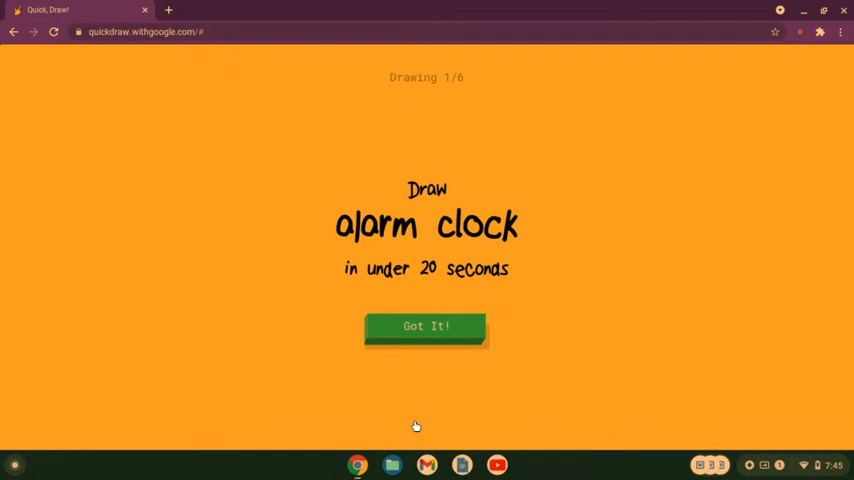 Quick, Draw!
quickdraw.withgoogle.com/#
Drawing 1/6
Draw
alarm clock
in under 20 seconds
Got It!
1
7:45